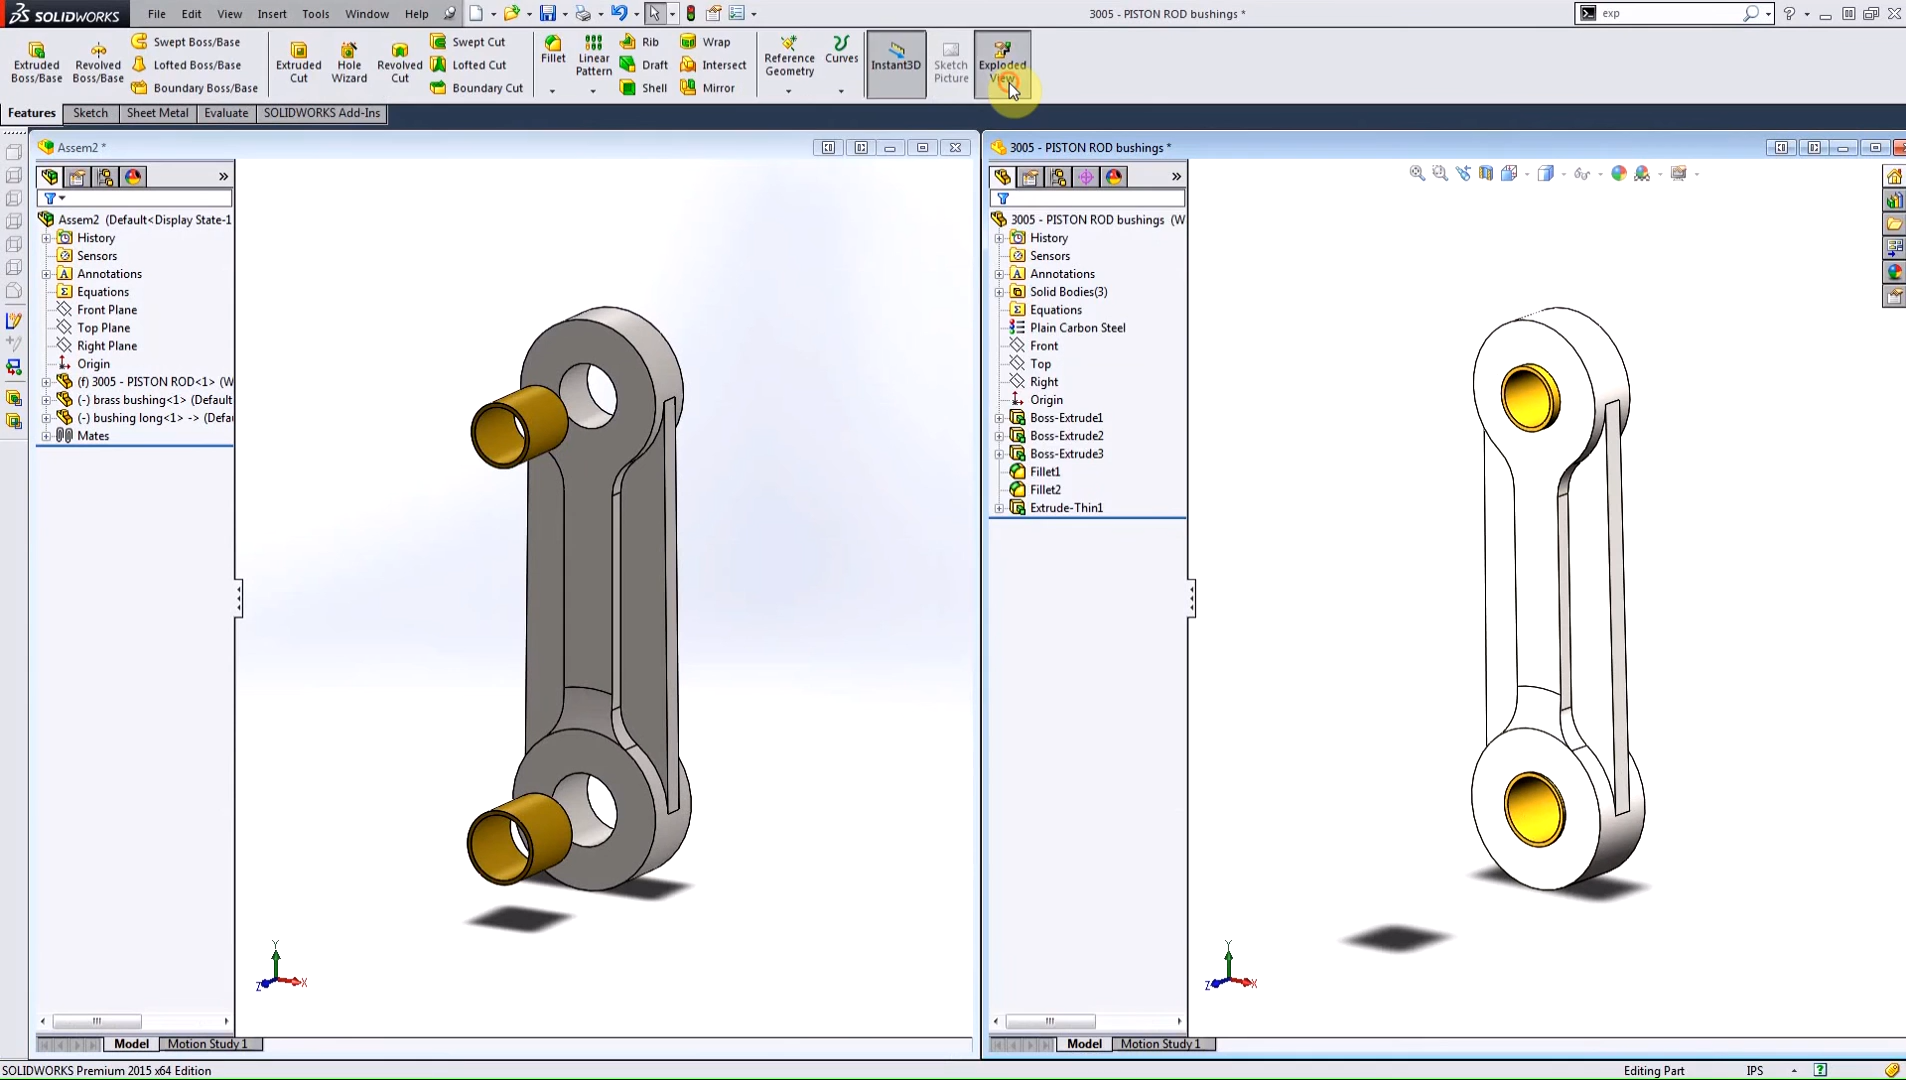 SOLIDWORKS File Edit View Insert Tools Window Help 3005 - PISTON ROD bushings * exp
Extruded Boss/Base
Revolved Boss/Base
Swept Boss/Base
Lofted Boss/Base
Boundary Boss/Base
Extruded Cut
Hole Wizard
Revolved Cut
Swept Cut
Lofted Cut
Boundary Cut
Fillet
Linear Pattern
Rib
Draft
Shell
Wrap
Intersect
Mirror
Reference Geometry
Curves
Instant3D
Sketch Picture
Exploded View
Features Sketch Sheet Metal Evaluate SOLIDWORKS Add-Ins
Assem2 *
Assem2 (Default<Display State-1
History
Sensors
Annotations
Equations
Front Plane
Top Plane
Right Plane
Origin
(f) 3005 - PISTON ROD<1> (W
(-) brass bushing<1> (Default
(-) bushing long<1> -> (Defau
Mates
Y
Z X
Model Motion Study 1
3005 - PISTON ROD bushings *
3005 - PISTON ROD bushings (W
History
Sensors
Annotations
Solid Bodies(3)
Equations
Plain Carbon Steel
Front
Top
Right
Origin
Boss-Extrude1
Boss-Extrude2
Boss-Extrude3
Fillet1
Fillet2
Extrude-Thin1
Y
Z X
Model Motion Study 1
SOLIDWORKS Premium 2015 x64 Edition Editing Part IPS